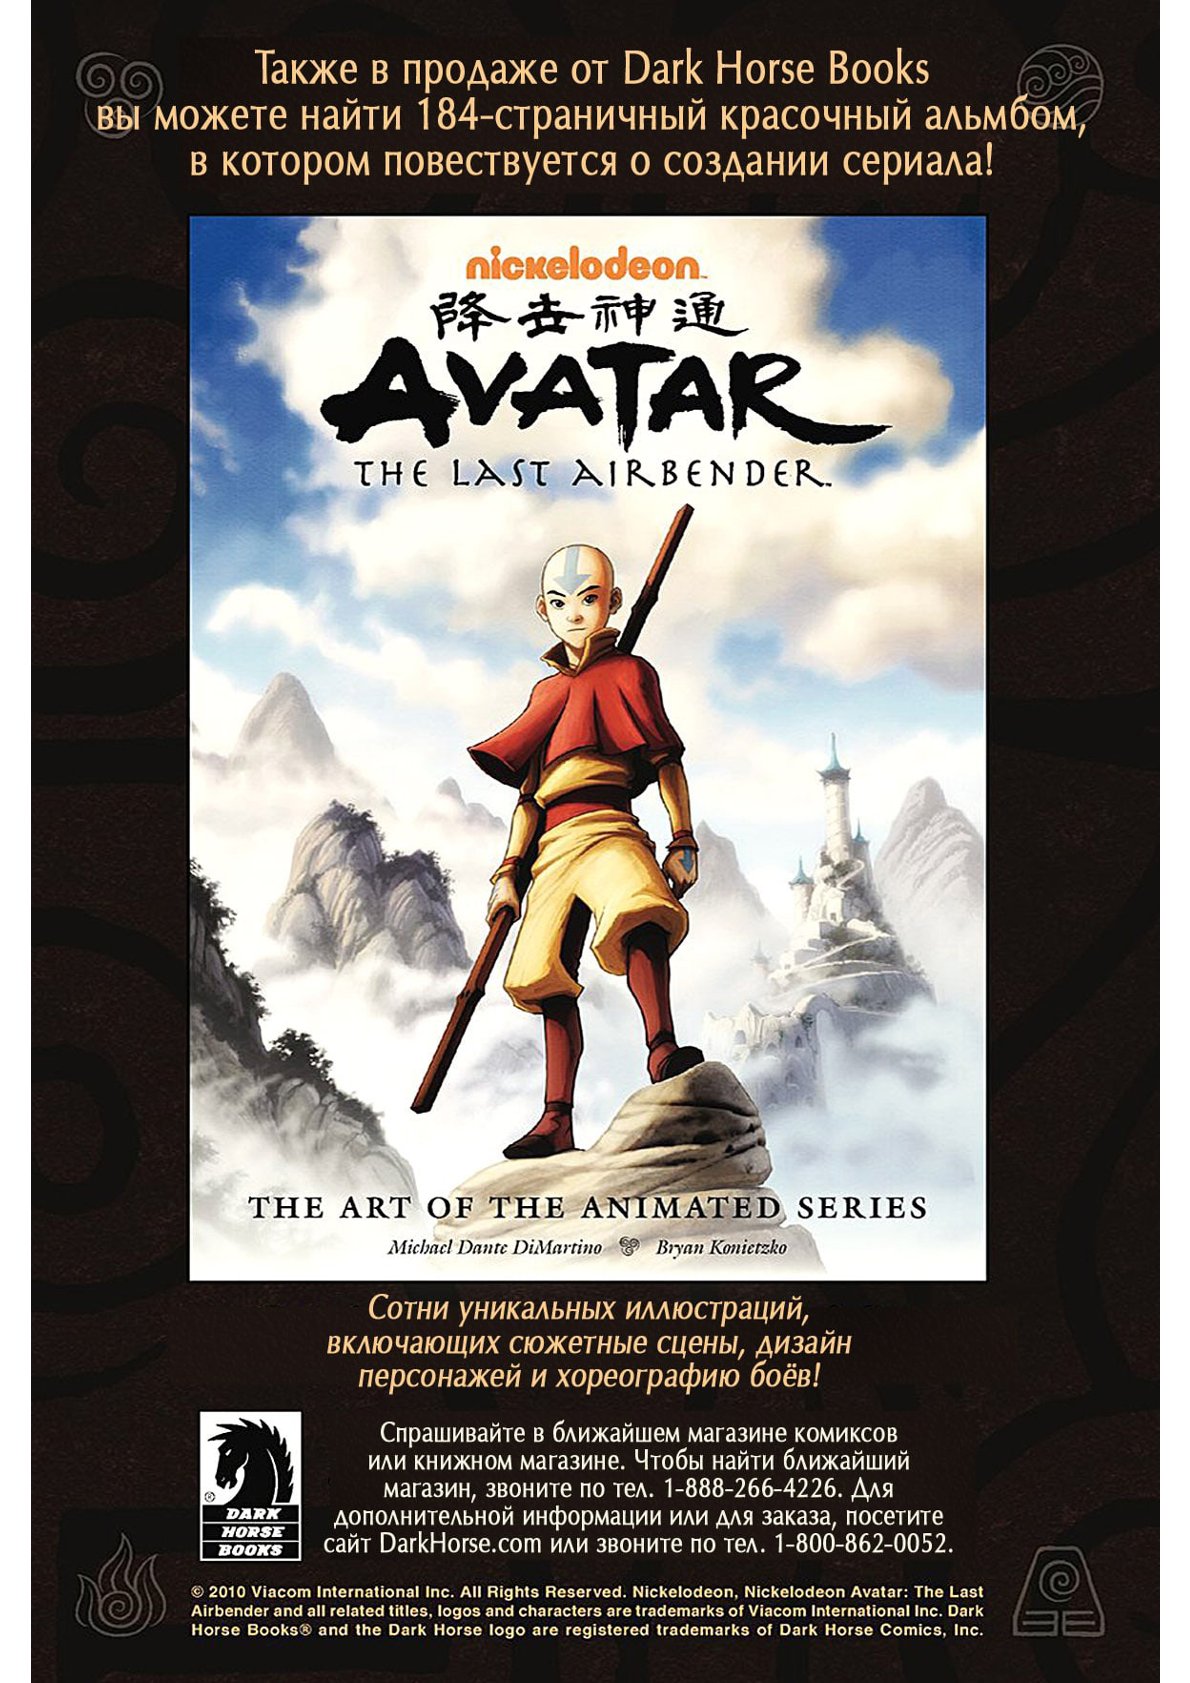 Также в продаже от Dark Horse Books
вы можете найти 184-страничный красочный альмбом,
в котором повествуется о создании сериала!
nickelodeon™
降世神通
AVATAR
THE LAST AIRBENDER™
THE ART OF THE ANIMATED SERIES
Michael Dante DiMartino Bryan Konietzko
Сотни уникальных иллюстраций,
включающих сюжетные сцены, дизайн
персонажей и хореографию боёв!
Спрашивайте в ближайшем магазине комиксов
или книжном магазине. Чтобы найти ближайший
магазин, звоните по тел. 1-888-266-4226. Для
дополнительной информации или для заказа, посетите
сайт DarkHorse.com или звоните по тел. 1-800-862-0052.
®
DARK
HORSE
BOOKS
© 2010 Viacom International Inc. All Rights Reserved. Nickelodeon, Nickelodeon Avatar: The Last
Airbender and all related titles, logos and characters are trademarks of Viacom International Inc. Dark
Horse Books® and the Dark Horse logo are registered trademarks of Dark Horse Comics, Inc.